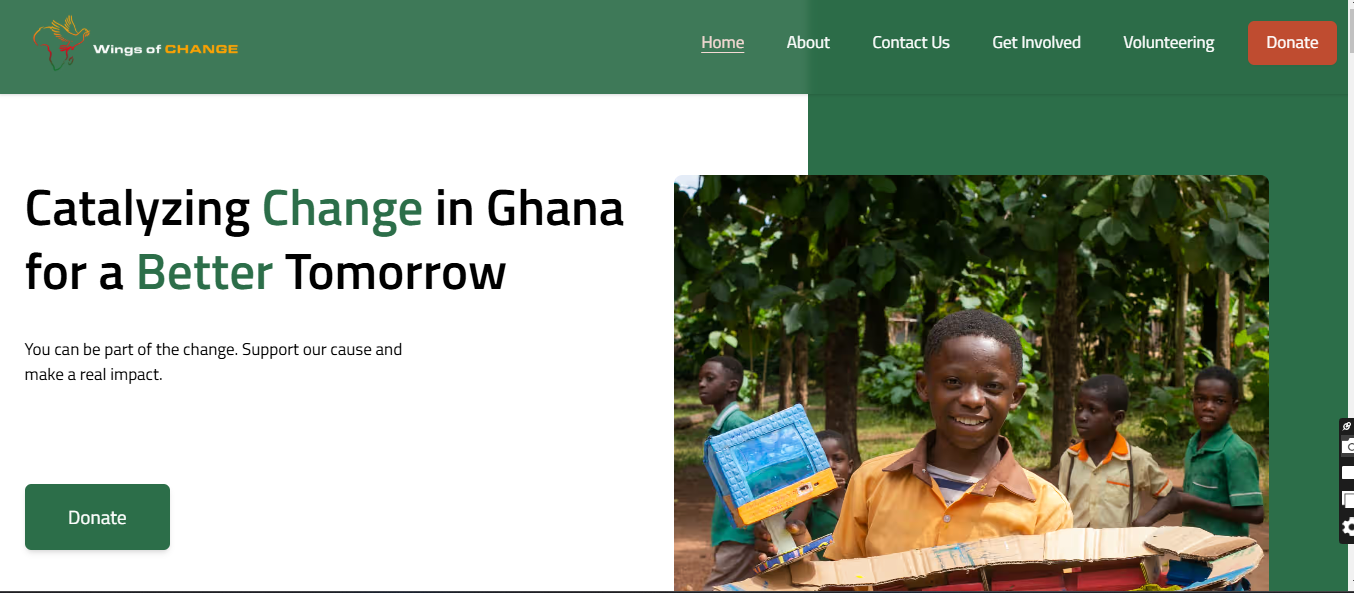 Wings of CHANGE
Home About Contact Us Get Involved Volunteering Donate
Catalyzing Change in Ghana
for a Better Tomorrow
You can be part of the change. Support our cause and
make a real impact.
Donate